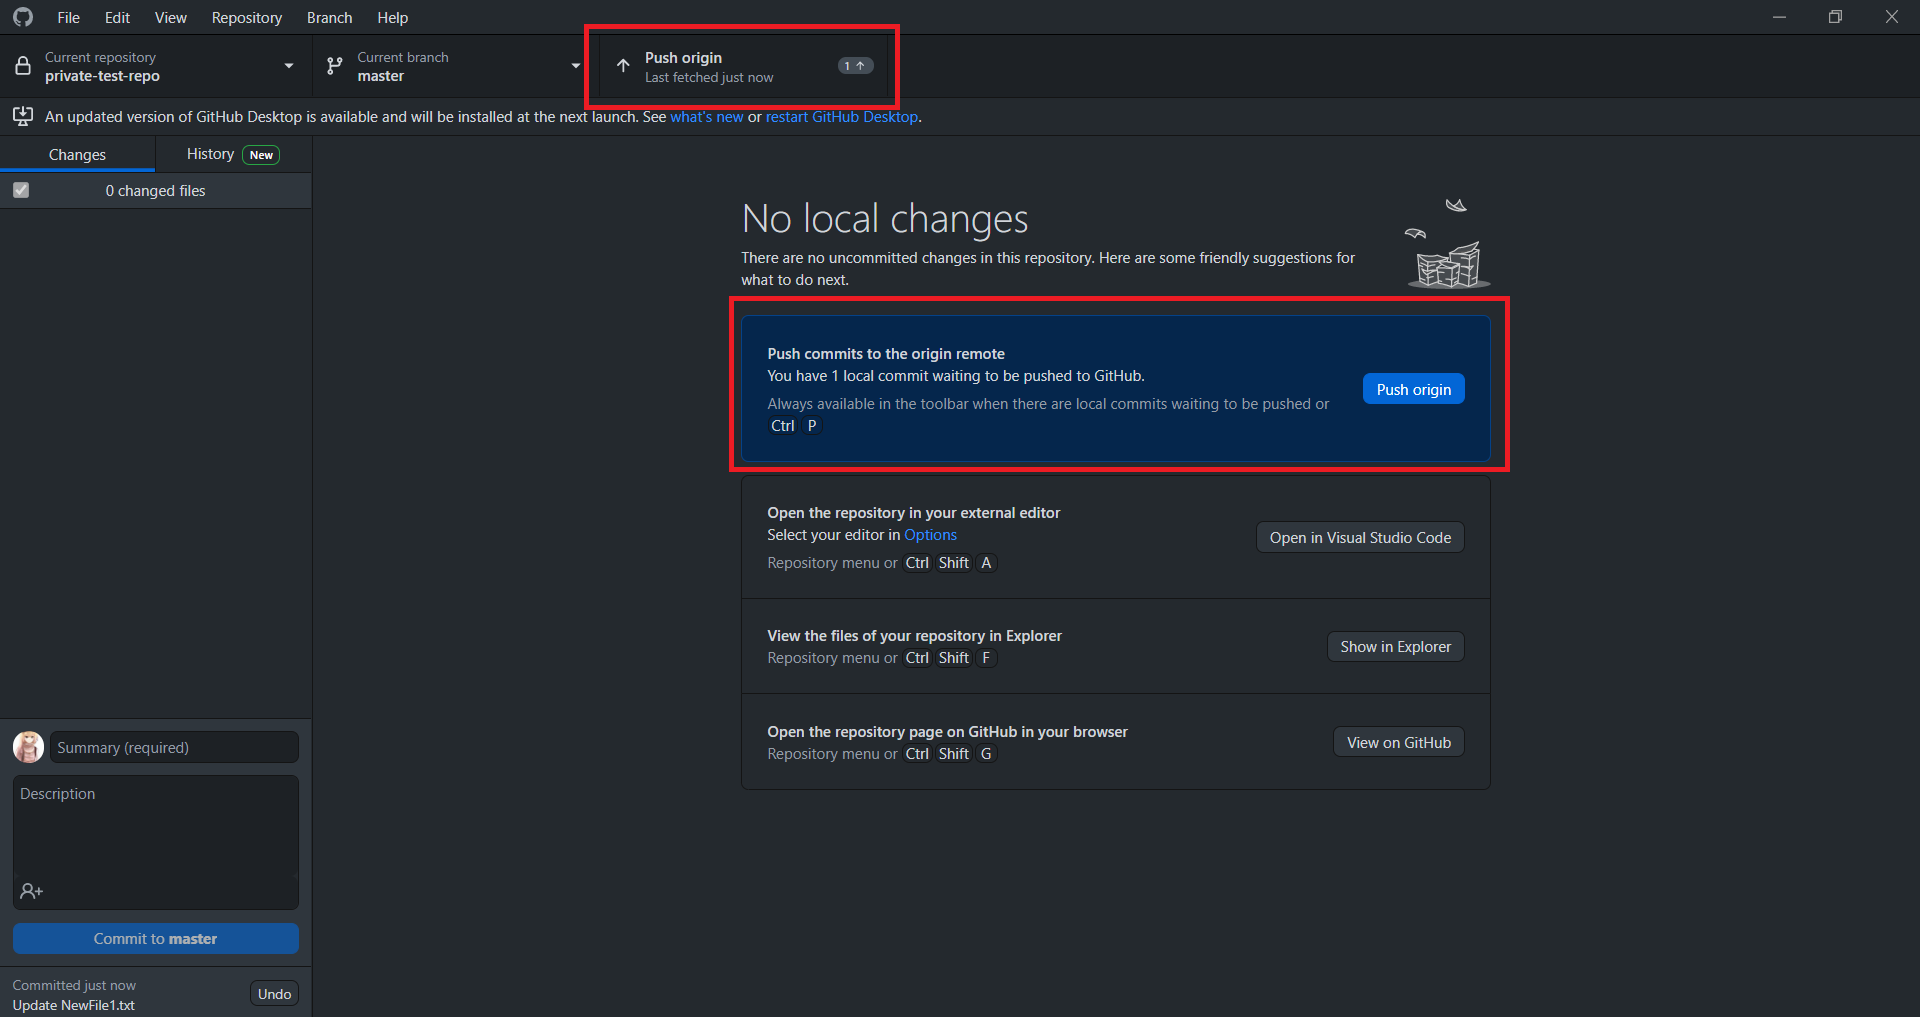 File Edit View Repository Branch Help
Current repository
private-test-repo
Current branch
master
Push origin
Last fetched just now
1
An updated version of GitHub Desktop is available and will be installed at the next launch. See what's new or restart GitHub Desktop.
Changes
History New
0 changed files
No local changes
There are no uncommitted changes in this repository. Here are some friendly suggestions for
what to do next.
Push commits to the origin remote
You have 1 local commit waiting to be pushed to GitHub.
Always available in the toolbar when there are local commits waiting to be pushed or
Ctrl P
Push origin
Open the repository in your external editor
Select your editor in Options
Repository menu or Ctrl Shift A
Open in Visual Studio Code
View the files of your repository in Explorer
Repository menu or Ctrl Shift F
Show in Explorer
Open the repository page on GitHub in your browser
Repository menu or Ctrl Shift G
View on GitHub
Summary (required)
Description
Commit to master
Committed just now
Update NewFile1.txt
Undo